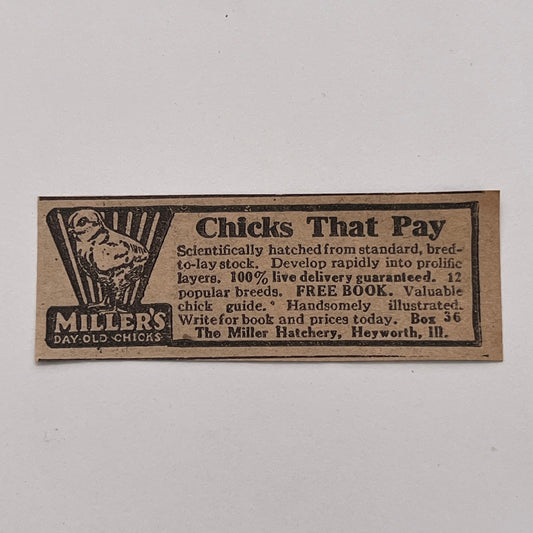 Chicks That Pay
Scientifically hatched from standard, bred-
to-lay stock. Develop rapidly into prolific
layers. 100% live delivery guaranteed. 12
popular breeds. FREE BOOK. Valuable
chick guide. Handsomely illustrated.
Write for book and prices today. Box 36
The Miller Hatchery, Heyworth, Ill.
MILLER'S
DAY-OLD CHICKS